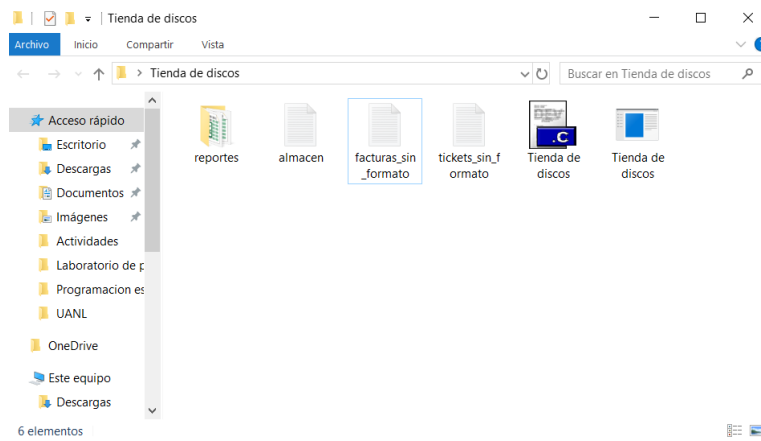 Tienda de discos
Archivo Inicio Compartir Vista
Tienda de discos Buscar en Tienda de discos
Acceso rápido
Escritorio
Descargas
Documentos
Imágenes
Actividades
Laboratorio de p
Programacion es
UANL
OneDrive
Este equipo
Descargas
reportes
almacen
facturas_sin
_formato
tickets_sin_f
ormato
.C
Tienda de
discos
Tienda de
discos
6 elementos